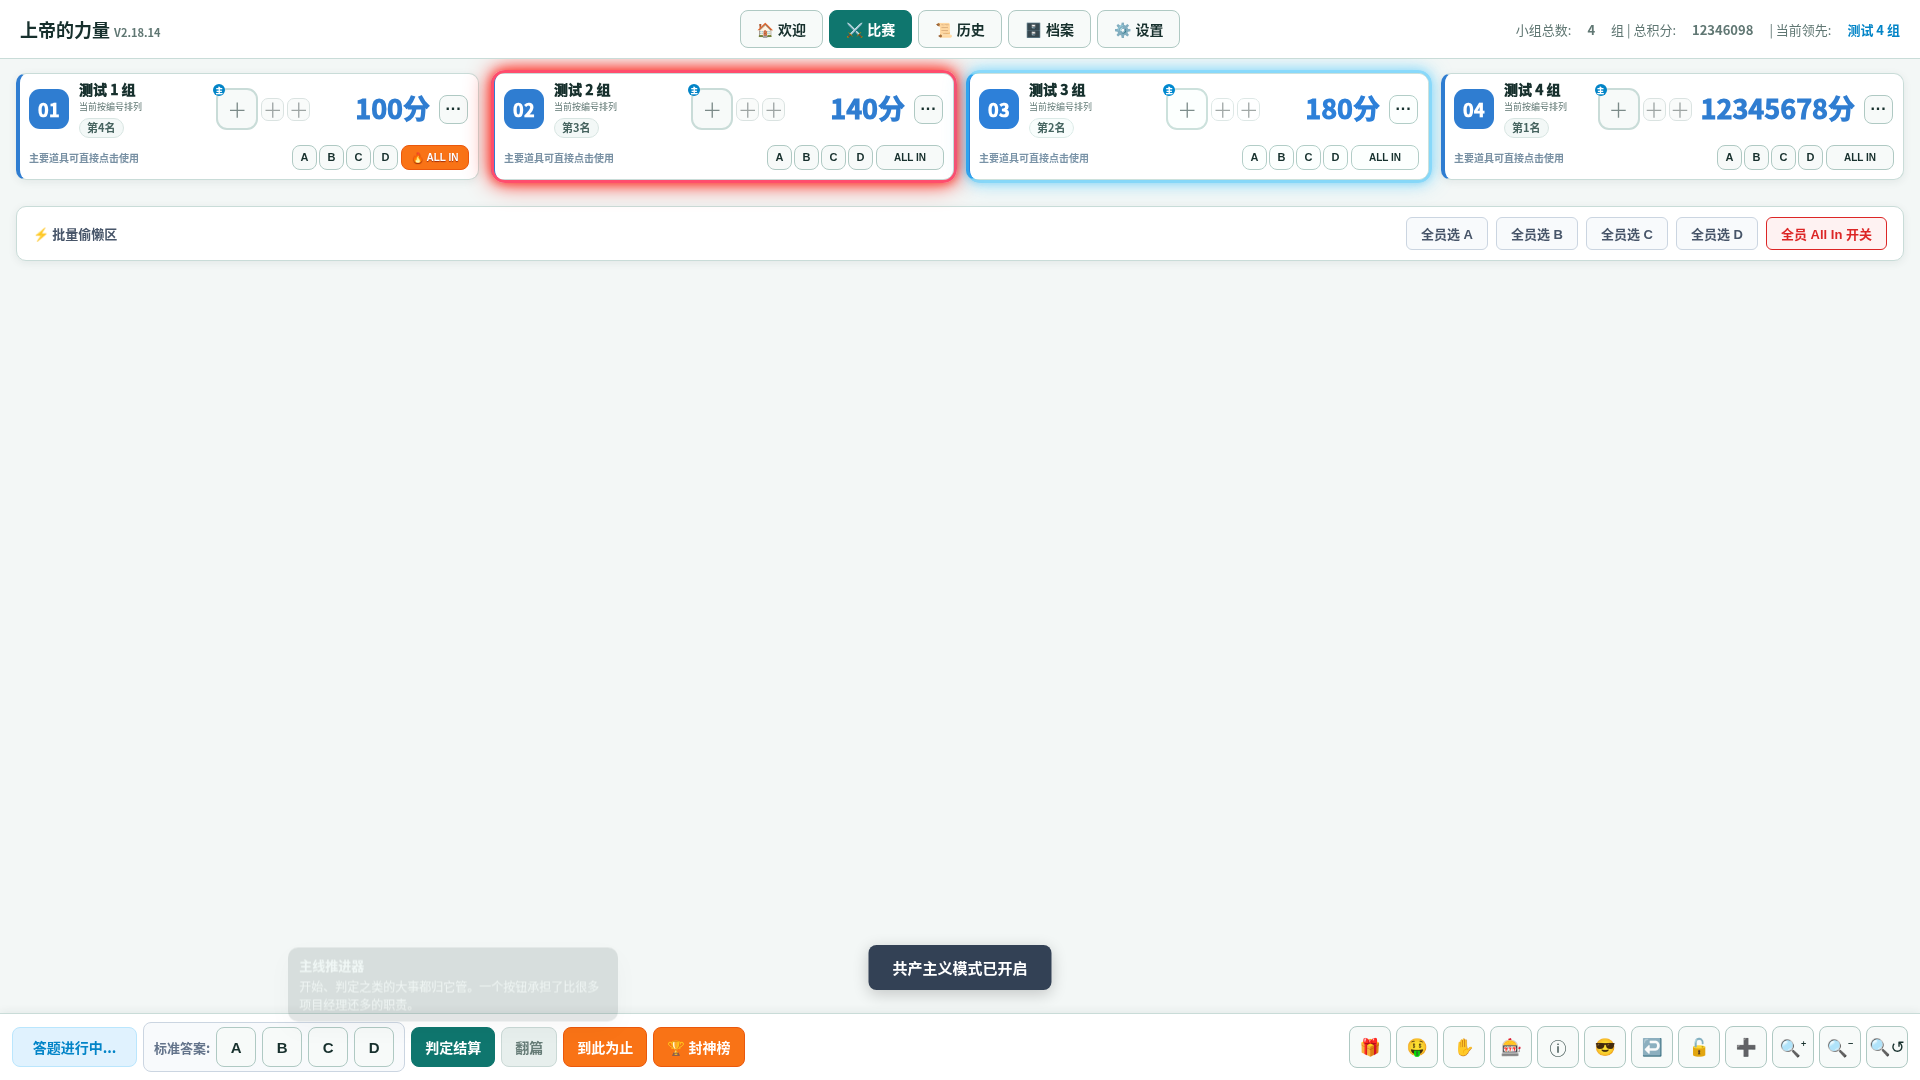 上帝的力量 V2.18.14
🏠 欢迎
⚔️ 比赛
📜 历史
🗄️ 档案
⚙️ 设置
小组总数: 4 组 | 总积分: 12346098 | 当前领先: 测试 4 组
01
测试 1 组
当前按编号排列
第4名
主
100分
...
主要道具可直接点击使用
A B C D 🔥 ALL IN
02
测试 2 组
当前按编号排列
第3名
主
140分
...
主要道具可直接点击使用
A B C D ALL IN
03
测试 3 组
当前按编号排列
第2名
主
180分
...
主要道具可直接点击使用
A B C D ALL IN
04
测试 4 组
当前按编号排列
第1名
主
12345678分
...
主要道具可直接点击使用
A B C D ALL IN
⚡ 批量偷懒区
全员选 A
全员选 B
全员选 C
全员选 D
全员 All In 开关
主线推进器
开始、判定之类的大事都归它管。一个按钮承担了比很多
项目经理还多的职责。
共产主义模式已开启
答题进行中...
标准答案: A B C D
判定结算
翻篇
到此为止
🏆 封神榜